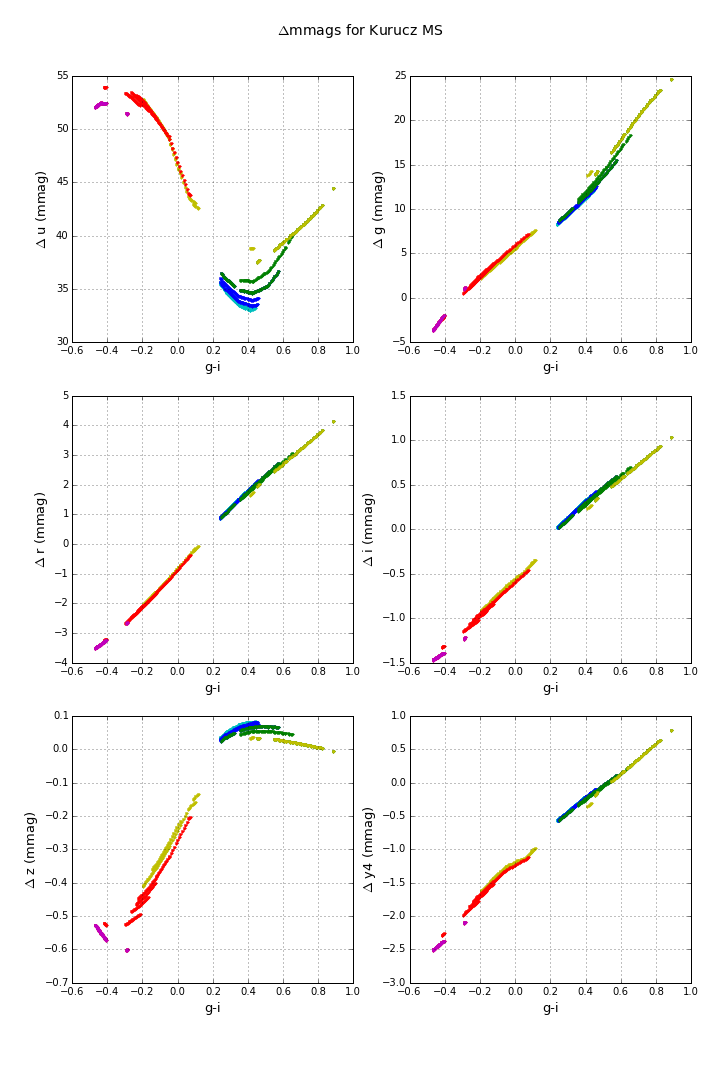 Δmmags for Kurucz MS
55
50
45
40
35
30
−0.6 −0.4 −0.2 0.0 0.2 0.4 0.6 0.8 1.0
g-i
Δ u (mmag)
25
20
15
10
5
0
−5
−0.6 −0.4 −0.2 0.0 0.2 0.4 0.6 0.8 1.0
g-i
Δ g (mmag)
5
4
3
2
1
0
−1
−2
−3
−4
−0.6 −0.4 −0.2 0.0 0.2 0.4 0.6 0.8 1.0
g-i
Δ r (mmag)
1.5
1.0
0.5
0.0
−0.5
−1.0
−1.5
−0.6 −0.4 −0.2 0.0 0.2 0.4 0.6 0.8 1.0
g-i
Δ i (mmag)
0.1
0.0
−0.1
−0.2
−0.3
−0.4
−0.5
−0.6
−0.7
−0.6 −0.4 −0.2 0.0 0.2 0.4 0.6 0.8 1.0
g-i
Δ z (mmag)
1.0
0.5
0.0
−0.5
−1.0
−1.5
−2.0
−2.5
−3.0
−0.6 −0.4 −0.2 0.0 0.2 0.4 0.6 0.8 1.0
g-i
Δ y4 (mmag)